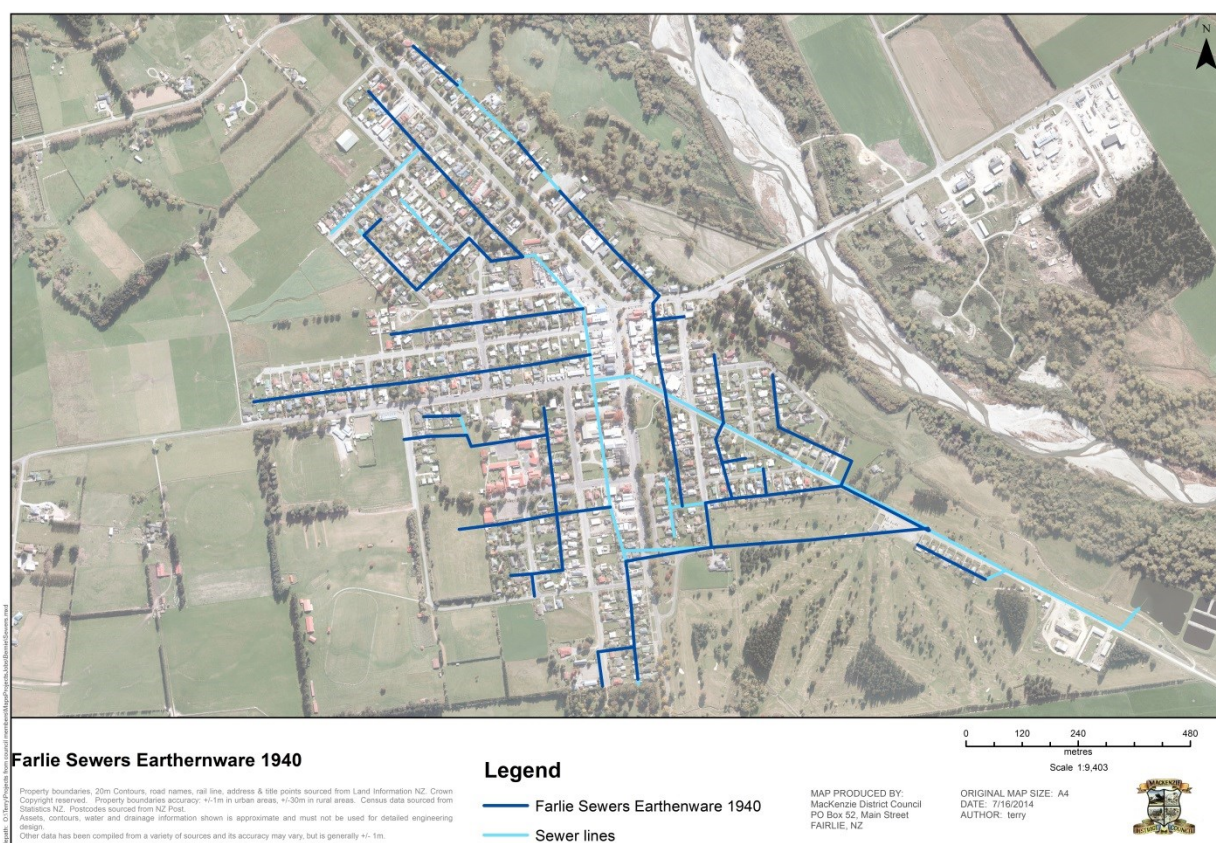 N
Farlie Sewers Earthernware 1940
Property boundaries, 20m Contours, road names, rail line, address & title points sourced from Land Information NZ. Crown
Copyright reserved. Property boundaries accuracy: +/-1m in urban areas, +/-30m in rural areas. Census data sourced from
Statistics NZ. Postcodes sourced from NZ Post.
Assets, contours, water and drainage information shown is approximate and must not be used for detailed engineering
design.
Other data has been compiled from a variety of sources and its accuracy may vary, but is generally +/- 1m.
Legend
Farlie Sewers Earthenware 1940
Sewer lines
0 120 240 480
metres
Scale 1:9,403
MAP PRODUCED BY:
MacKenzie District Council
PO Box 52, Main Street
FAIRLIE, NZ
ORIGINAL MAP SIZE: A4
DATE: 7/16/2014
AUTHOR: terry
MACKENZIE
DISTRICT COUNCIL